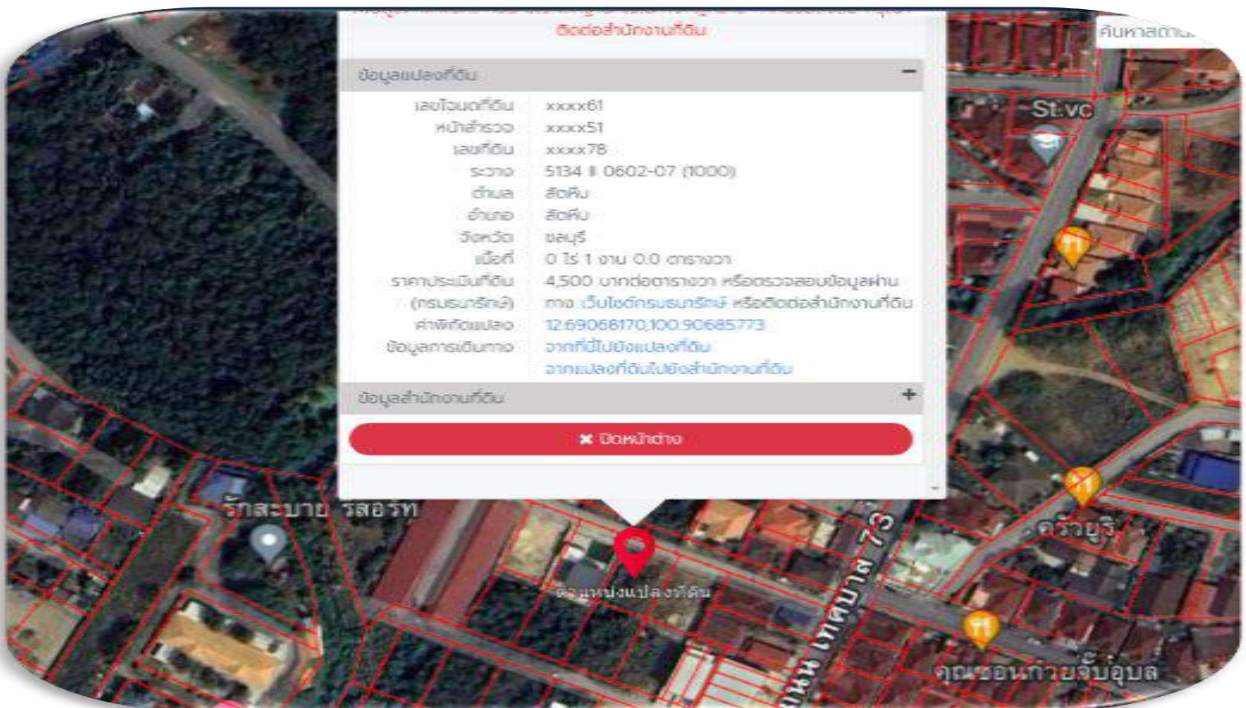 ติดต่อสำนักงานที่ดิน
ค้นหาสถาน
ข้อมูลแปลงที่ดิน
เลขโฉนดที่ดิน xxxx61
หน้าสำรวจ xxxx51
เลขที่ดิน xxxx78
ระวาง 5134 II 0602-07 (1000)
ตำบล สัตหีบ
อำเภอ สัตหีบ
จังหวัด ชลบุรี
เนื้อที่ 0 ไร่ 1 งาน 0.0 ตารางวา
ราคาประเมินที่ดิน 4,500 บาทต่อตารางวา หรือตรวจสอบข้อมูลผ่าน
(กรมธนารักษ์) ทาง เว็บไซต์กรมธนารักษ์ หรือติดต่อสำนักงานที่ดิน
ค่าพิกัดแปลง 12.69068170,100.90685773
ข้อมูลการเดินทาง จากที่นี่ไปยังแปลงที่ดิน
จากแปลงที่ดินไปยังสำนักงานที่ดิน
ข้อมูลสำนักงานที่ดิน
ปิดหน้าต่าง
St.vc
รักสะบาย รีสอร์ท
ครัวยูริ
ตำแหน่งแปลงที่ดิน
ถนน เทศบาล 73
คุณซอนก๋วยจั๊บอุบล